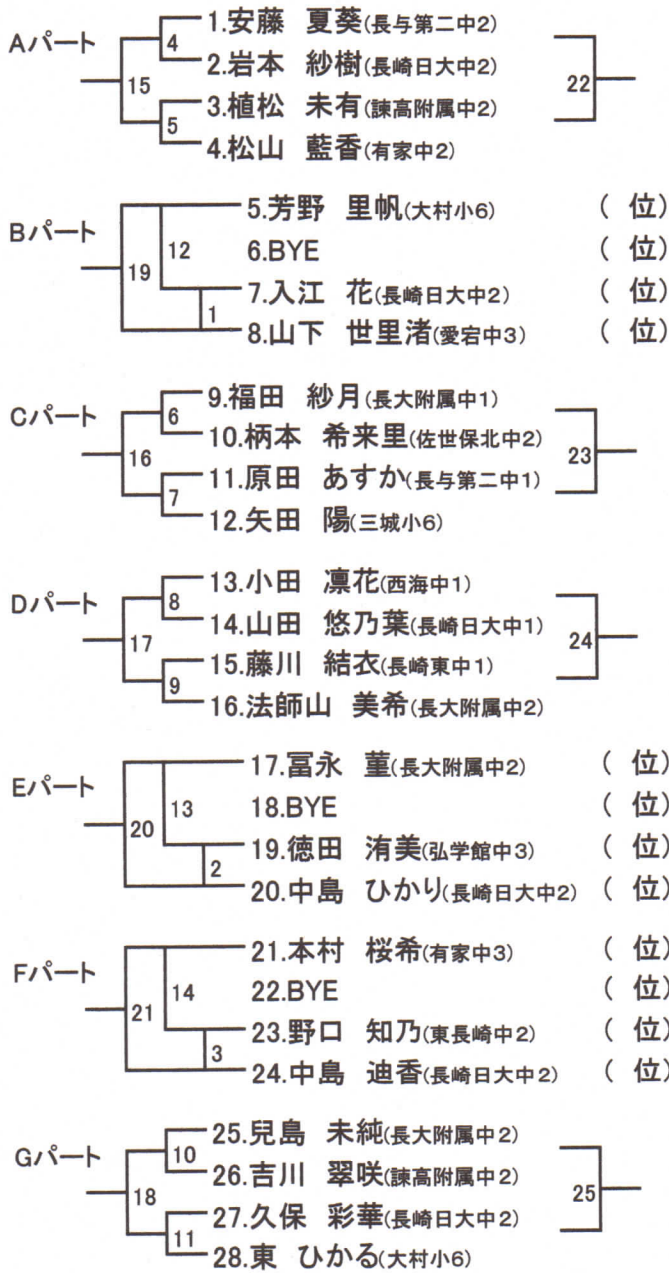 Aパート
1.安藤 夏葵(長与第二中2)
4
2.岩本 紗樹(長崎日大中2)
15
22
3.植松 未有(諫高附属中2)
5
4.松山 藍香(有家中2)
Bパート
5.芳野 里帆(大村小6) ( 位)
12
6.BYE ( 位)
19
7.入江 花(長崎日大中2) ( 位)
1
8.山下 世里渚(愛宕中3) ( 位)
Cパート
9.福田 紗月(長大附属中1)
6
10.柄本 希来里(佐世保北中2)
16
23
11.原田 あすか(長与第二中1)
7
12.矢田 陽(三城小6)
Dパート
13.小田 凛花(西海中1)
8
14.山田 悠乃葉(長崎日大中1)
17
24
15.藤川 結衣(長崎東中1)
9
16.法師山 美希(長大附属中2)
Eパート
17.冨永 菫(長大附属中2) ( 位)
13
18.BYE ( 位)
20
19.徳田 洧美(弘学館中3) ( 位)
2
20.中島 ひかり(長崎日大中2) ( 位)
Fパート
21.本村 桜希(有家中3) ( 位)
14
22.BYE ( 位)
21
23.野口 知乃(東長崎中2) ( 位)
3
24.中島 迪香(長崎日大中2) ( 位)
Gパート
25.兒島 未純(長大附属中2)
10
26.吉川 翠咲(諫高附属中2)
18
25
27.久保 彩華(長崎日大中2)
11
28.東 ひかる(大村小6)